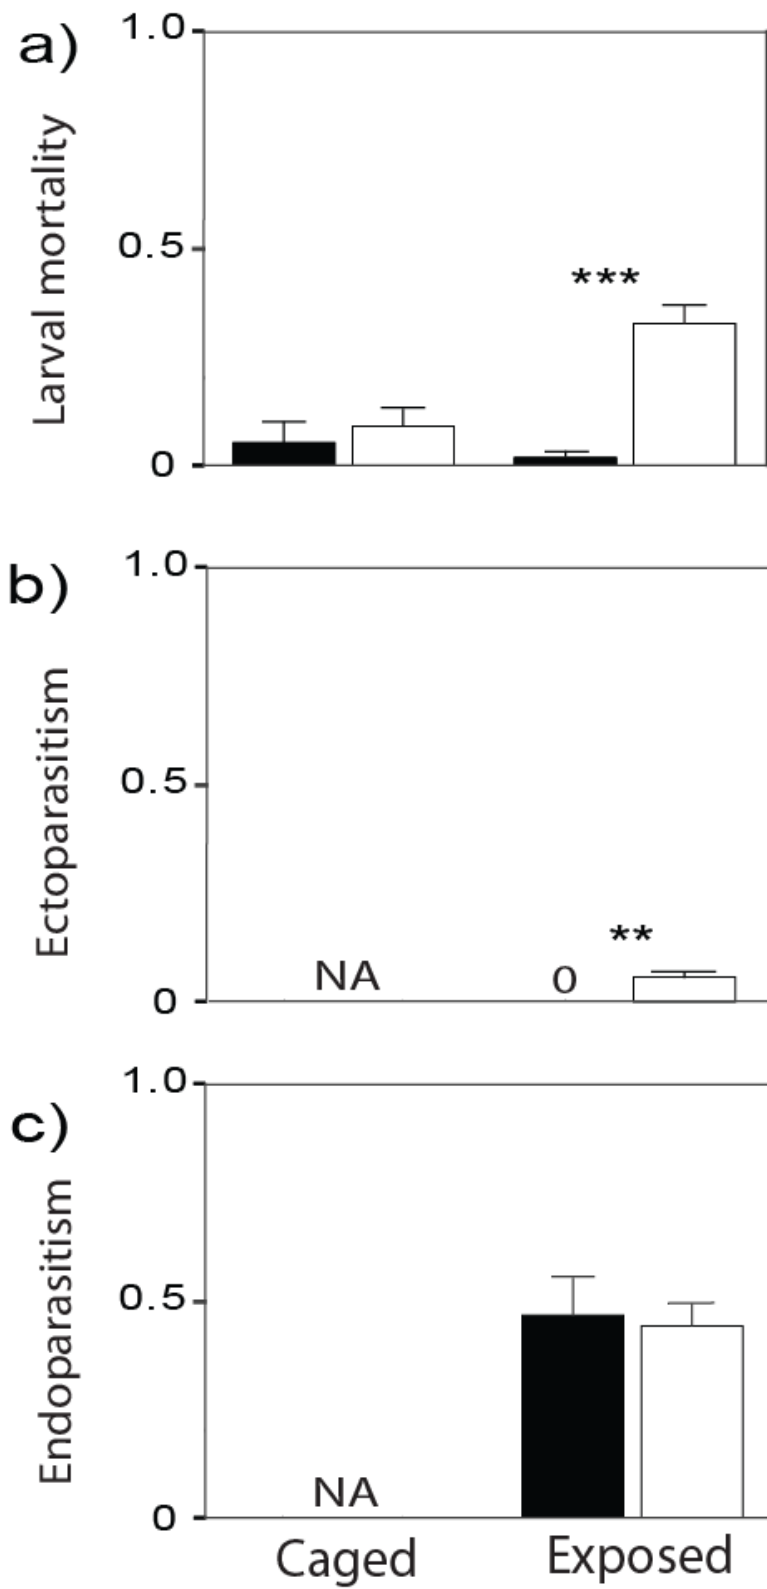 a)
Larval mortality
1.0
0.5
***
0
b)
Ectoparasitism
1.0
0.5
**
NA
0
0
c)
Endoparasitism
1.0
0.5
NA
0
Caged Exposed